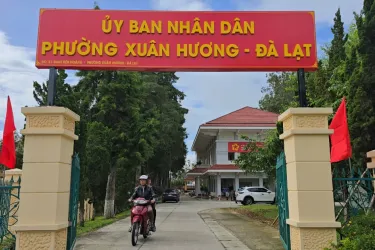 ỦY BAN NHÂN DÂN
PHƯỜNG XUÂN HƯƠNG - ĐÀ LẠT